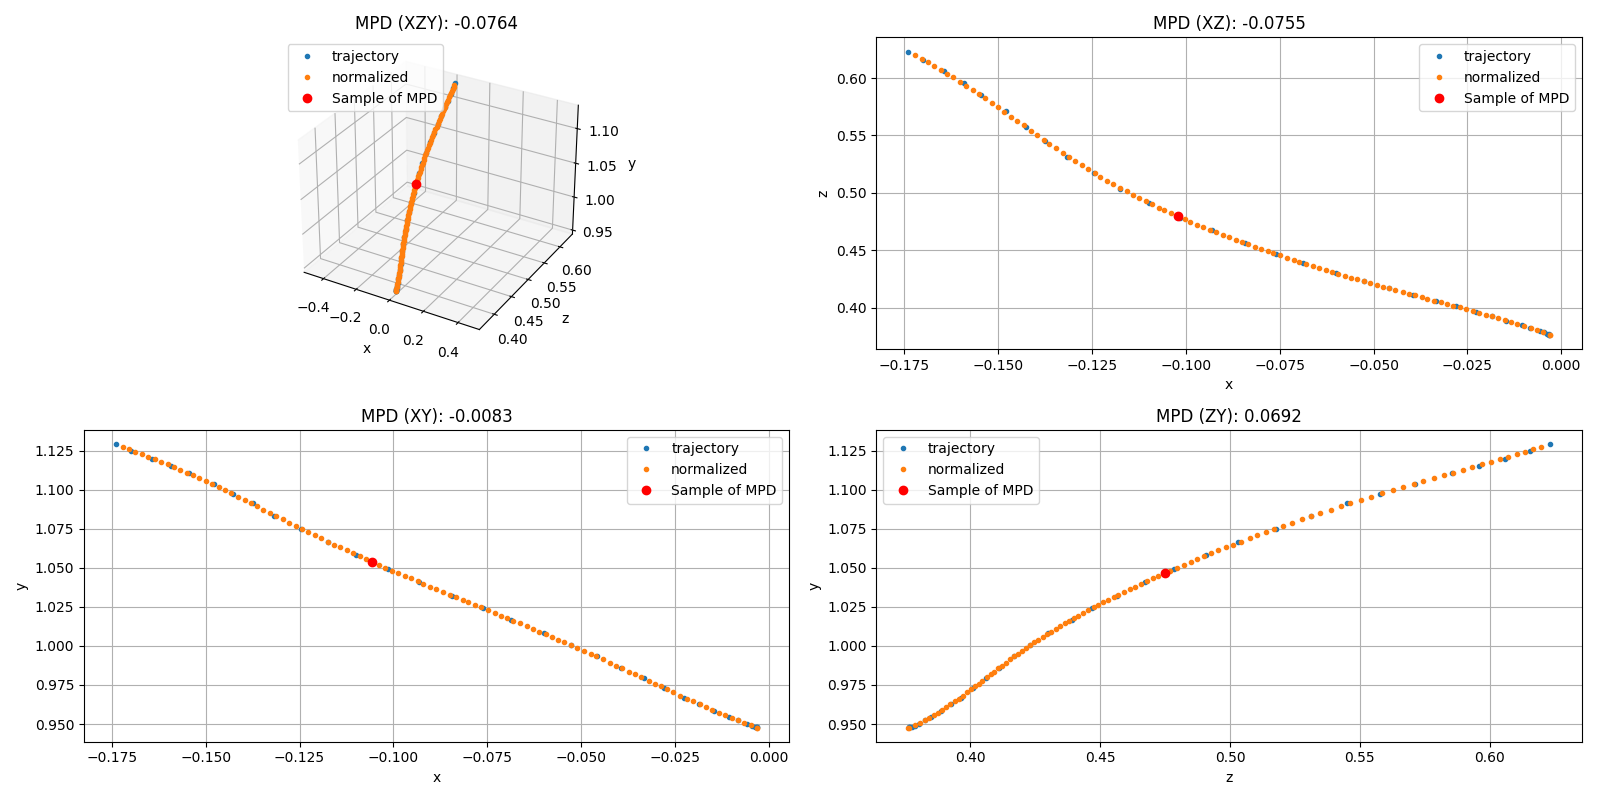 MPD (XZY): -0.0764
trajectory
normalized
Sample of MPD
1.10
1.05
1.00
0.95
y
0.60
0.55
0.50
0.45
0.40
z
−0.4
−0.2
0.0
0.2
0.4
x
MPD (XZ): -0.0755
trajectory
normalized
Sample of MPD
0.60
0.55
0.50
0.45
0.40
z
−0.175
−0.150
−0.125
−0.100
−0.075
−0.050
−0.025
0.000
x
MPD (XY): -0.0083
trajectory
normalized
Sample of MPD
1.125
1.100
1.075
1.050
1.025
1.000
0.975
0.950
y
−0.175
−0.150
−0.125
−0.100
−0.075
−0.050
−0.025
0.000
x
MPD (ZY): 0.0692
trajectory
normalized
Sample of MPD
1.125
1.100
1.075
1.050
1.025
1.000
0.975
0.950
y
0.40
0.45
0.50
0.55
0.60
z